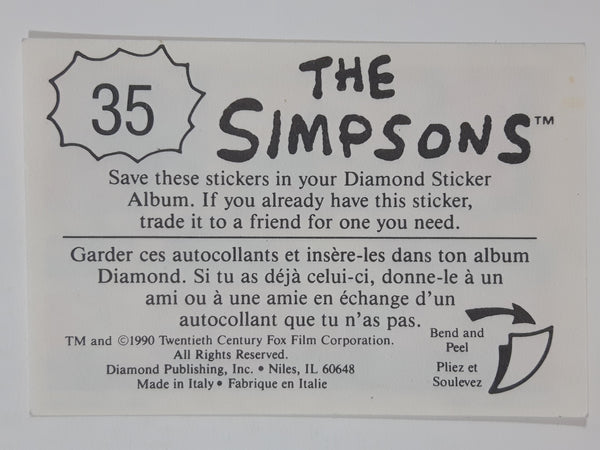 35
THE
SIMPSONS™
Save these stickers in your Diamond Sticker
Album. If you already have this sticker,
trade it to a friend for one you need.
Garder ces autocollants et insère-les dans ton album
Diamond. Si tu as déjà celui-ci, donne-le à un
ami ou à une amie en échange d'un
autocollant que tu n'as pas.
TM and ©1990 Twentieth Century Fox Film Corporation.
All Rights Reserved.
Diamond Publishing, Inc. • Niles, IL 60648
Made in Italy • Fabrique en Italie
Bend and
Peel
Pliez et
Soulevez